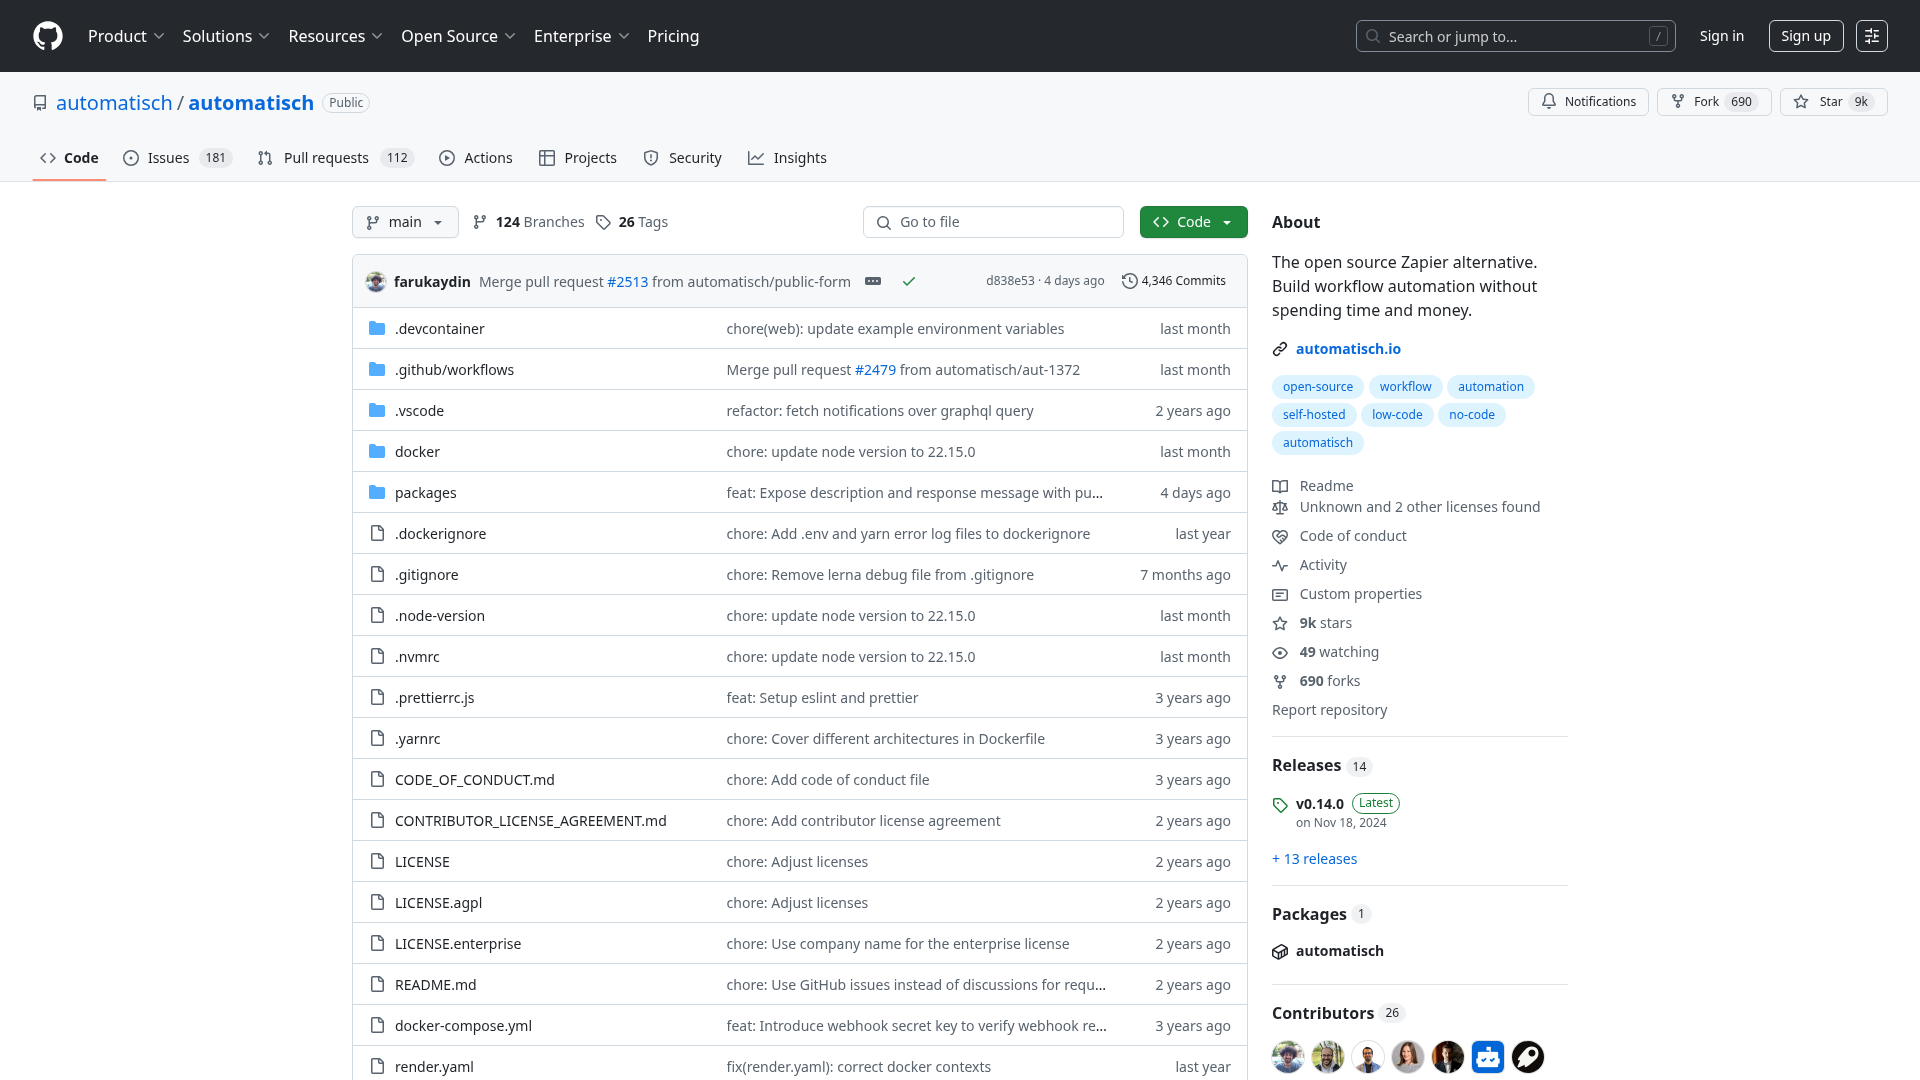 Product
Solutions
Resources
Open Source
Enterprise
Pricing
Search or jump to...
/
Sign in
Sign up
automatisch / automatisch
Public
Notifications
Fork 690
Star 9k
Code
Issues 181
Pull requests 112
Actions
Projects
Security
Insights
main
124 Branches
26 Tags
Go to file
Code
farukaydin Merge pull request #2513 from automatisch/public-form
d838e53 · 4 days ago
4,346 Commits
.devcontainer chore(web): update example environment variables last month
.github/workflows Merge pull request #2479 from automatisch/aut-1372 last month
.vscode refactor: fetch notifications over graphql query 2 years ago
docker chore: update node version to 22.15.0 last month
packages feat: Expose description and response message with pu... 4 days ago
.dockerignore chore: Add .env and yarn error log files to dockerignore last year
.gitignore chore: Remove lerna debug file from .gitignore 7 months ago
.node-version chore: update node version to 22.15.0 last month
.nvmrc chore: update node version to 22.15.0 last month
.prettierrc.js feat: Setup eslint and prettier 3 years ago
.yarnrc chore: Cover different architectures in Dockerfile 3 years ago
CODE_OF_CONDUCT.md chore: Add code of conduct file 3 years ago
CONTRIBUTOR_LICENSE_AGREEMENT.md chore: Add contributor license agreement 2 years ago
LICENSE chore: Adjust licenses 2 years ago
LICENSE.agpl chore: Adjust licenses 2 years ago
LICENSE.enterprise chore: Use company name for the enterprise license 2 years ago
README.md chore: Use GitHub issues instead of discussions for requ... 2 years ago
docker-compose.yml feat: Introduce webhook secret key to verify webhook re... 3 years ago
render.yaml fix(render.yaml): correct docker contexts last year
About
The open source Zapier alternative.
Build workflow automation without
spending time and money.
automatisch.io
open-source workflow automation
self-hosted low-code no-code
automatisch
Readme
Unknown and 2 other licenses found
Code of conduct
Activity
Custom properties
9k stars
49 watching
690 forks
Report repository
Releases 14
v0.14.0 Latest
on Nov 18, 2024
+ 13 releases
Packages 1
automatisch
Contributors 26